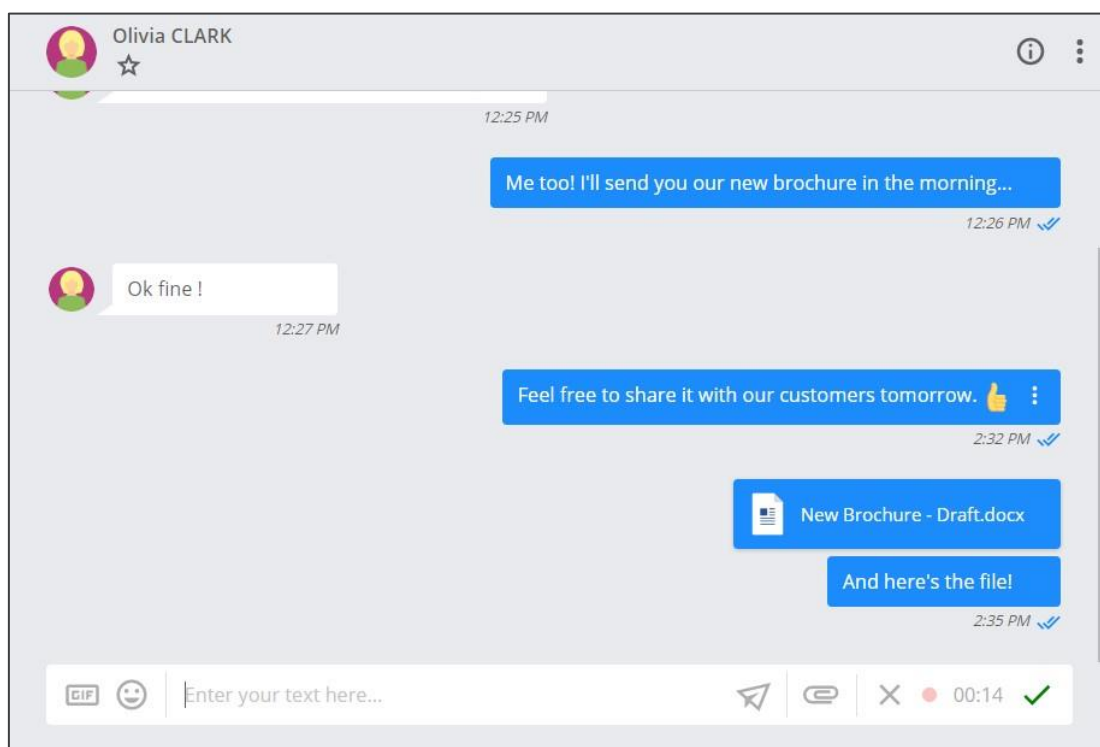 Olivia CLARK
12:25 PM
Me too! I'll send you our new brochure in the morning...
12:26 PM
Ok fine !
12:27 PM
Feel free to share it with our customers tomorrow.
2:32 PM
New Brochure - Draft.docx
And here's the file!
2:35 PM
GIF Enter your text here... 00:14